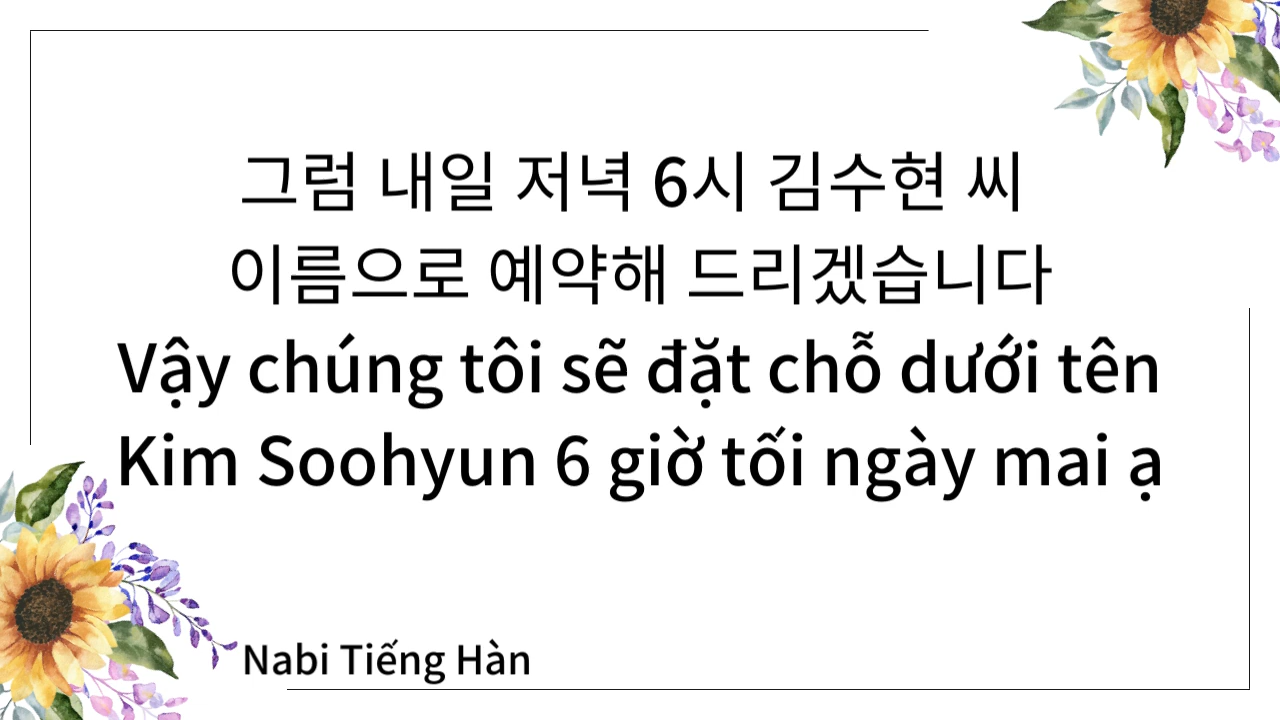 그럼 내일 저녁 6시 김수현 씨
이름으로 예약해 드리겠습니다
Vậy chúng tôi sẽ đặt chỗ dưới tên
Kim Soohyun 6 giờ tối ngày mai ạ
Nabi Tiếng Hàn